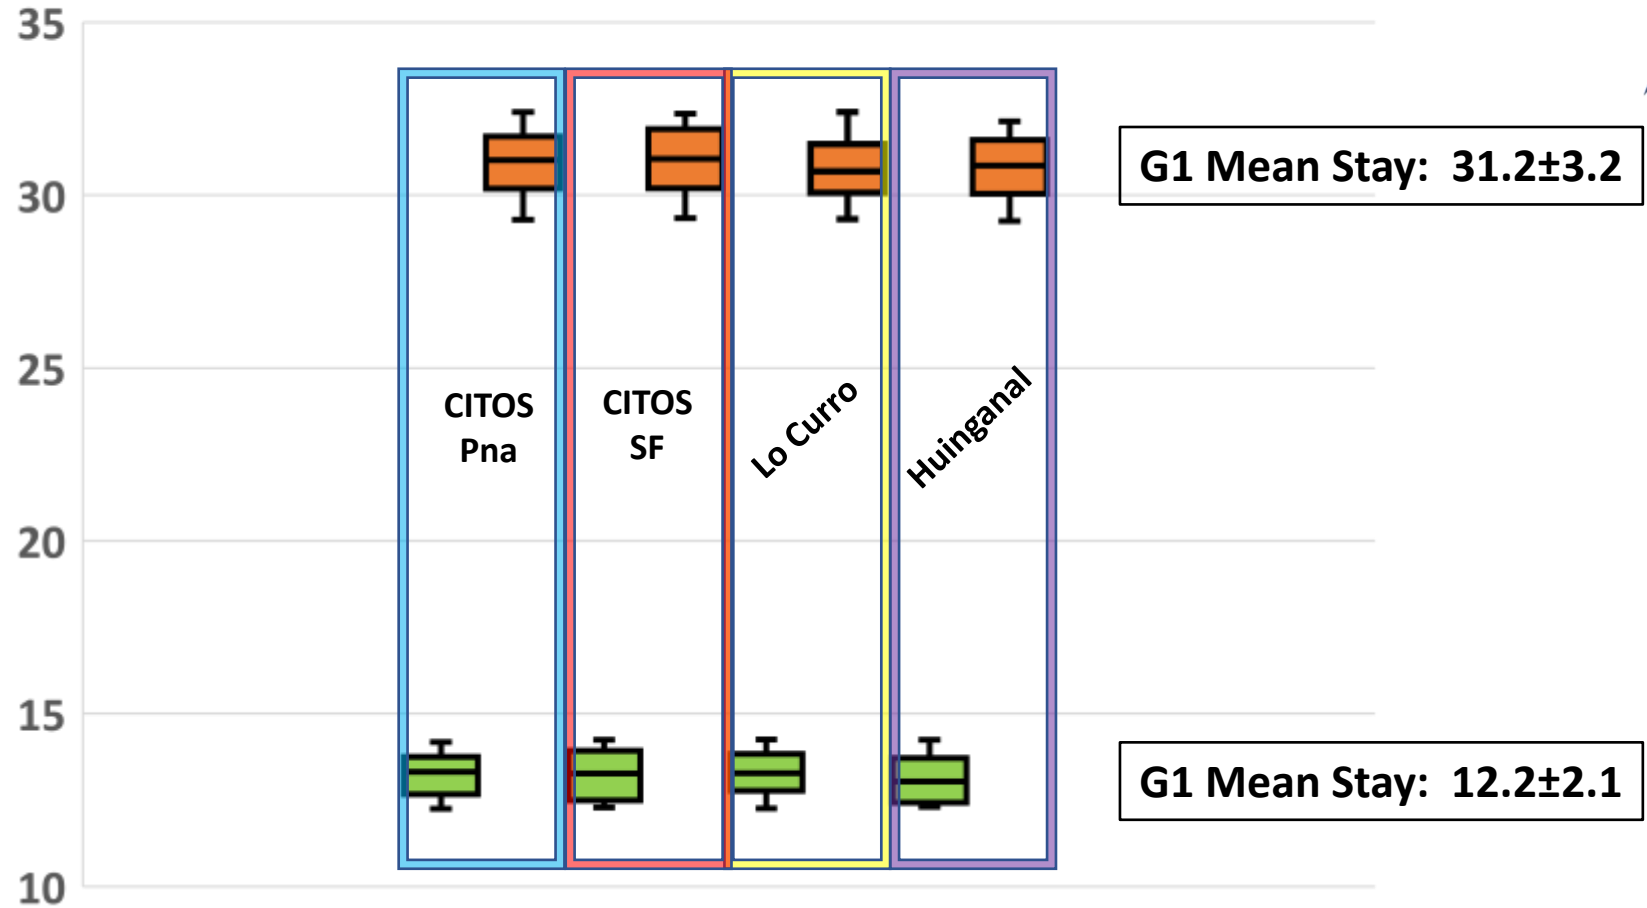 35
30
25
20
15
10
CITOS
Pna
CITOS
SF
Lo Curro
Huinganal
G1 Mean Stay: 31.2±3.2
G1 Mean Stay: 12.2±2.1